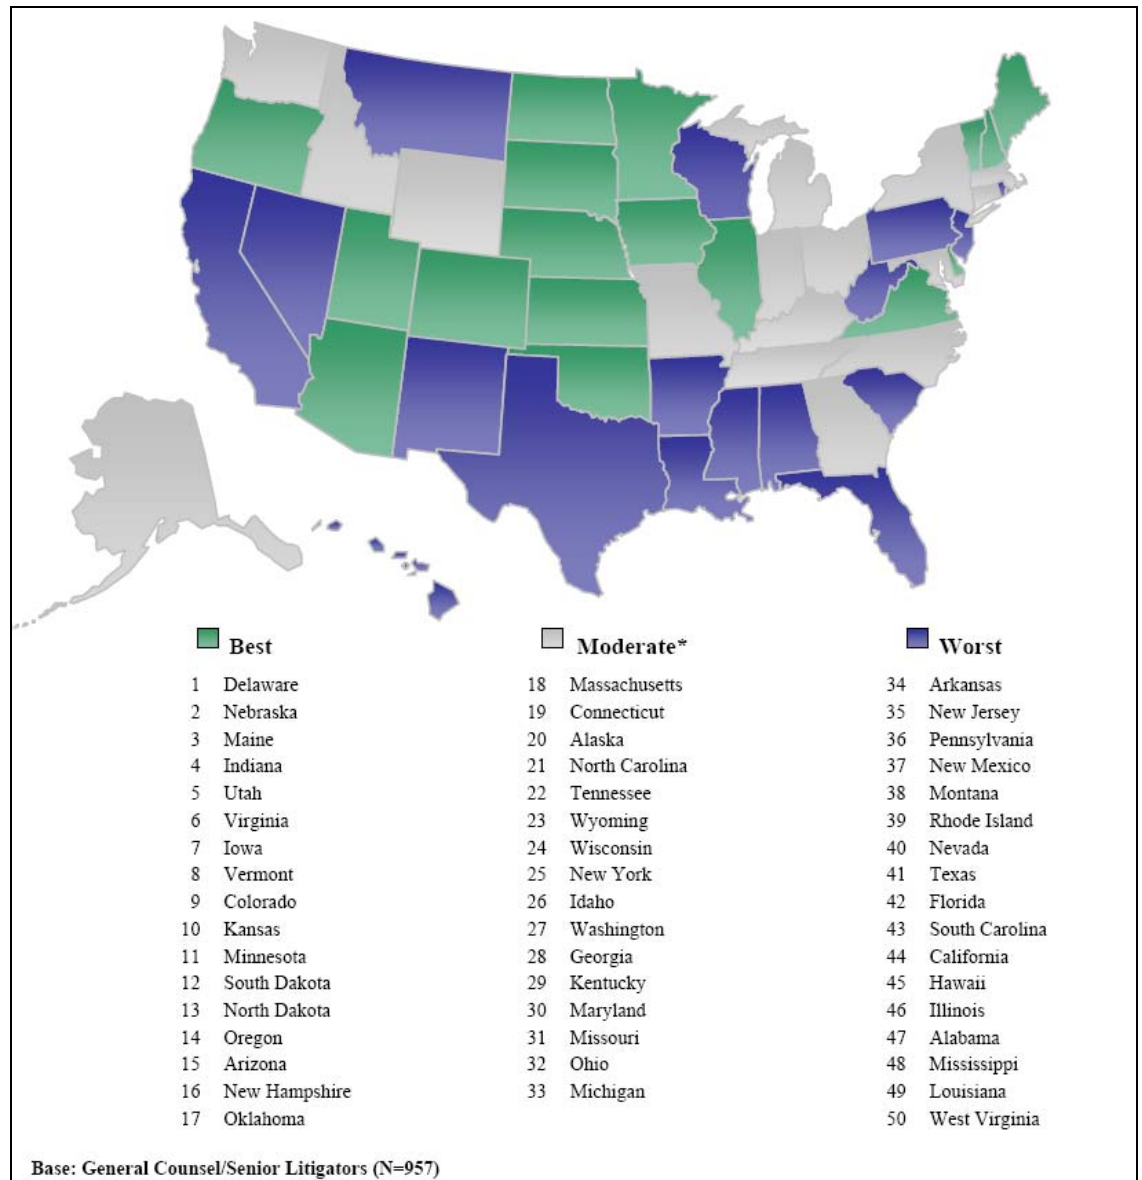 Best
1 Delaware
2 Nebraska
3 Maine
4 Indiana
5 Utah
6 Virginia
7 Iowa
8 Vermont
9 Colorado
10 Kansas
11 Minnesota
12 South Dakota
13 North Dakota
14 Oregon
15 Arizona
16 New Hampshire
17 Oklahoma
Moderate*
18 Massachusetts
19 Connecticut
20 Alaska
21 North Carolina
22 Tennessee
23 Wyoming
24 Wisconsin
25 New York
26 Idaho
27 Washington
28 Georgia
29 Kentucky
30 Maryland
31 Missouri
32 Ohio
33 Michigan
Worst
34 Arkansas
35 New Jersey
36 Pennsylvania
37 New Mexico
38 Montana
39 Rhode Island
40 Nevada
41 Texas
42 Florida
43 South Carolina
44 California
45 Hawaii
46 Illinois
47 Alabama
48 Mississippi
49 Louisiana
50 West Virginia
Base: General Counsel/Senior Litigators (N=957)